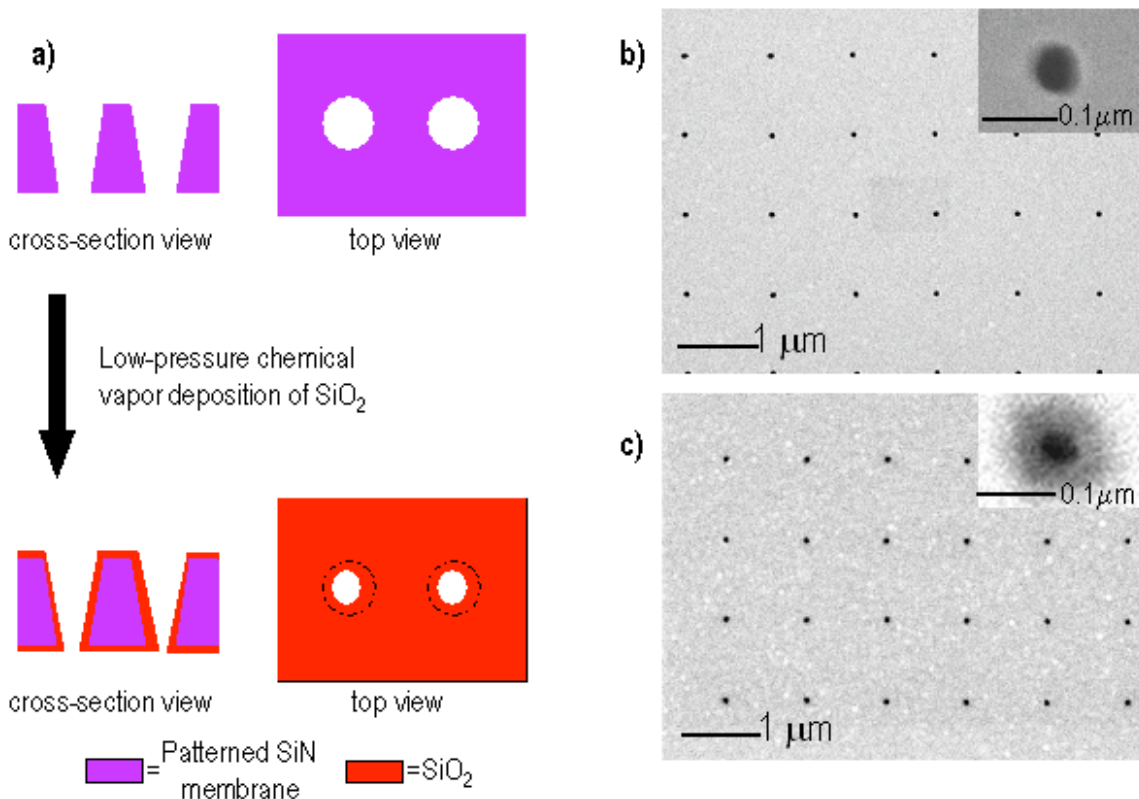 a)
cross-section view
top view
Low-pressure chemical
vapor deposition of SiO₂
cross-section view
top view
=Patterned SiN
membrane
=SiO₂
b)
0.1μm
1 μm
c)
0.1μm
1 μm